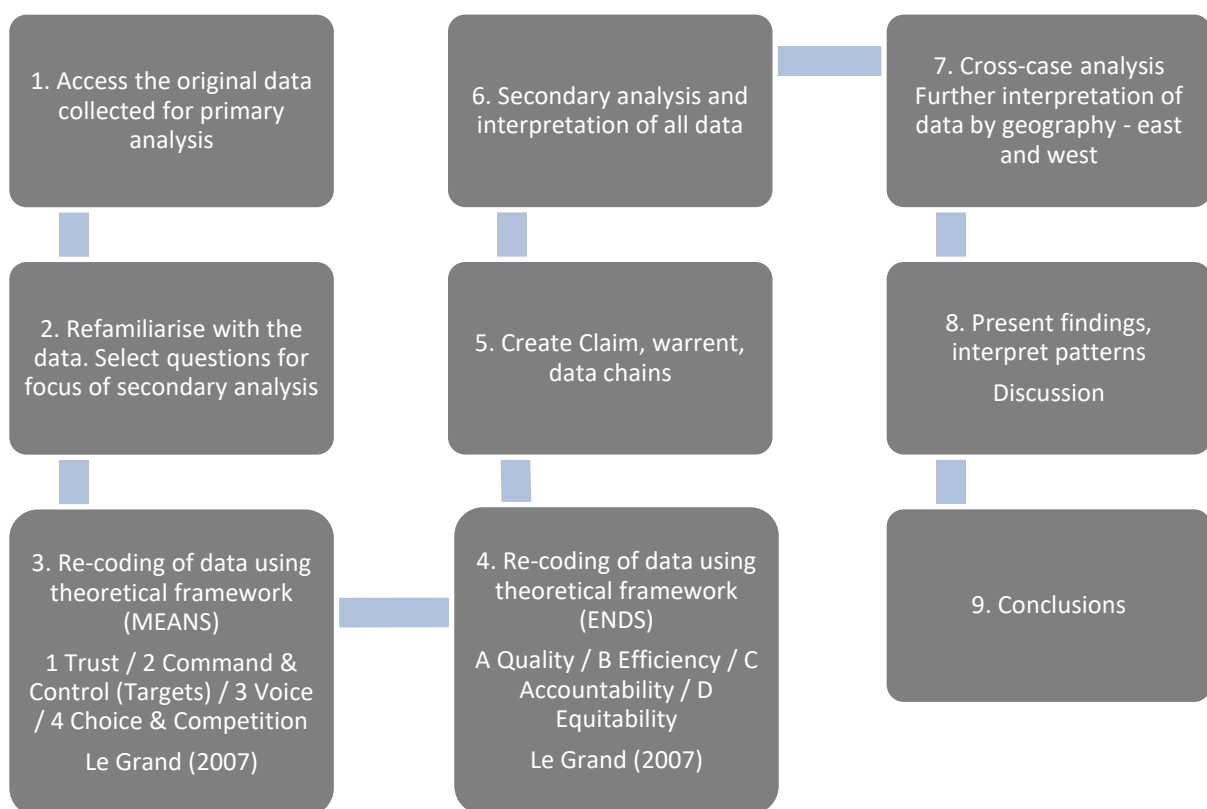 1. Access the original data
collected for primary
analysis
2. Refamiliarise with the
data. Select questions for
focus of secondary analysis
3. Re-coding of data using
theoretical framework
(MEANS)
1 Trust / 2 Command &
Control (Targets) / 3 Voice
/ 4 Choice & Competition
Le Grand (2007)
4. Re-coding of data using
theoretical framework
(ENDS)
A Quality / B Efficiency / C
Accountability / D
Equitability
Le Grand (2007)
5. Create Claim, warrent,
data chains
6. Secondary analysis and
interpretation of all data
7. Cross-case analysis
Further interpretation of
data by geography - east
and west
8. Present findings,
interpret patterns
Discussion
9. Conclusions